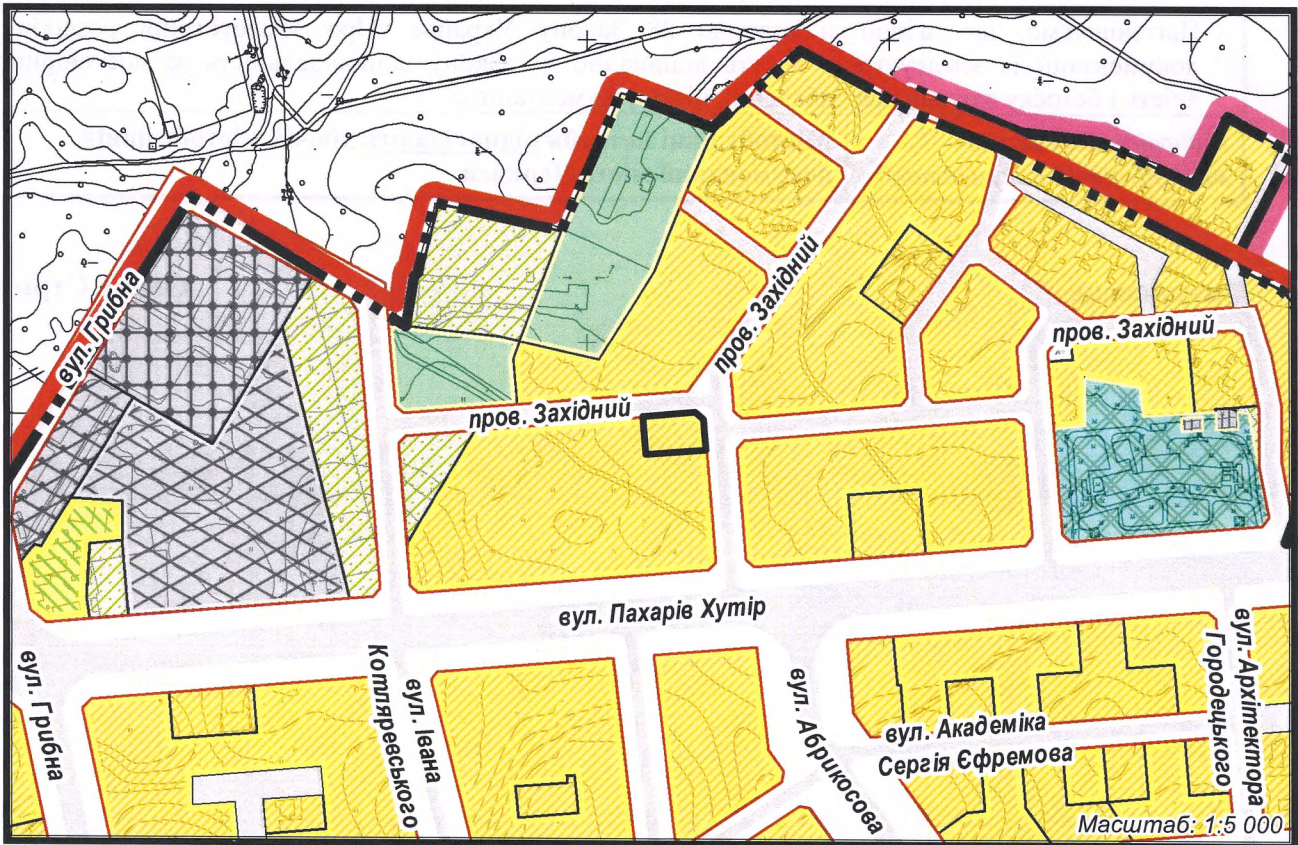 вул. Грибна
пров. Західний
пров. Західний
пров. Західний
вул. Пахарів Хутір
вул. Грибна
вул. Івана
Котляревського
вул. Абрикосова
вул. Академіка
Сергія Єфремова
вул. Архітектора
Городецького
Масштаб: 1:5 000